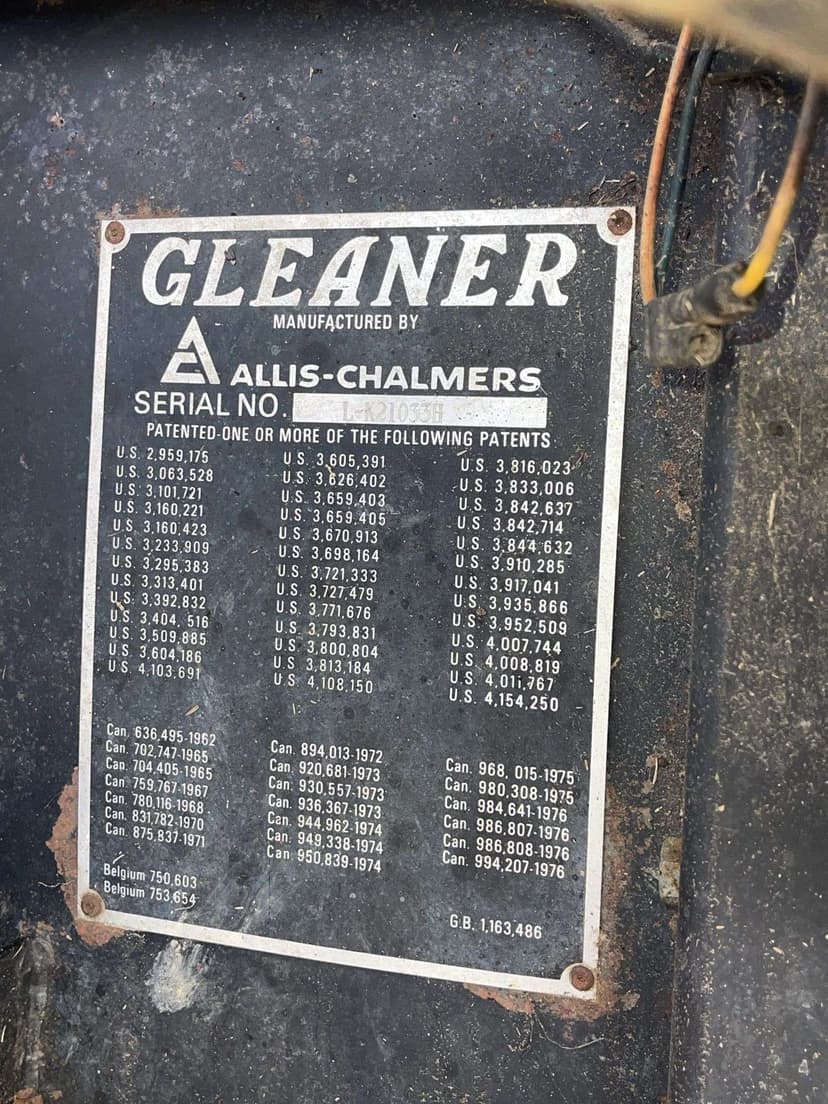 GLEANER
MANUFACTURED BY
ALLIS-CHALMERS
SERIAL NO. L-K21033H
PATENTED-ONE OR MORE OF THE FOLLOWING PATENTS
U.S. 2,959,175
U.S. 3,063,528
U.S. 3,101,721
U.S. 3,160,221
U.S. 3,160,423
U.S. 3,233,909
U.S. 3,295,383
U.S. 3,313,401
U.S. 3,392,832
U.S. 3,404, 516
U.S. 3,509,885
U.S. 3,604,186
U.S. 4,103,691
U.S. 3,605,391
U.S. 3,626,402
U.S. 3,659,403
U.S. 3,659,405
U.S. 3,670,913
U.S. 3,698,164
U.S. 3,721,333
U.S. 3,727,479
U.S. 3,771,676
U.S. 3,793,831
U.S. 3,800,804
U.S. 3,813,184
U.S. 4,108,150
U.S. 3,816,023
U.S. 3,833,006
U.S. 3,842,637
U.S. 3,842,714
U.S. 3,844,632
U.S. 3,910,285
U.S. 3,917,041
U.S. 3,935,866
U.S. 3,952,509
U.S. 4,007,744
U.S. 4,008,819
U.S. 4,011,767
U.S. 4,154,250
Can. 636,495-1962
Can. 702,747-1965
Can. 704,405-1965
Can. 759,767-1967
Can. 780,116-1968
Can. 831,782-1970
Can. 875,837-1971
Can. 894,013-1972
Can. 920,681-1973
Can. 930,557-1973
Can. 936,367-1973
Can. 944,962-1974
Can. 949,338-1974
Can. 950,839-1974
Can. 968, 015-1975
Can. 980,308-1975
Can. 984,641-1976
Can. 986,807-1976
Can. 986,808-1976
Can. 994,207-1976
Belgium 750,603
Belgium 753,654
G.B. 1,163,486